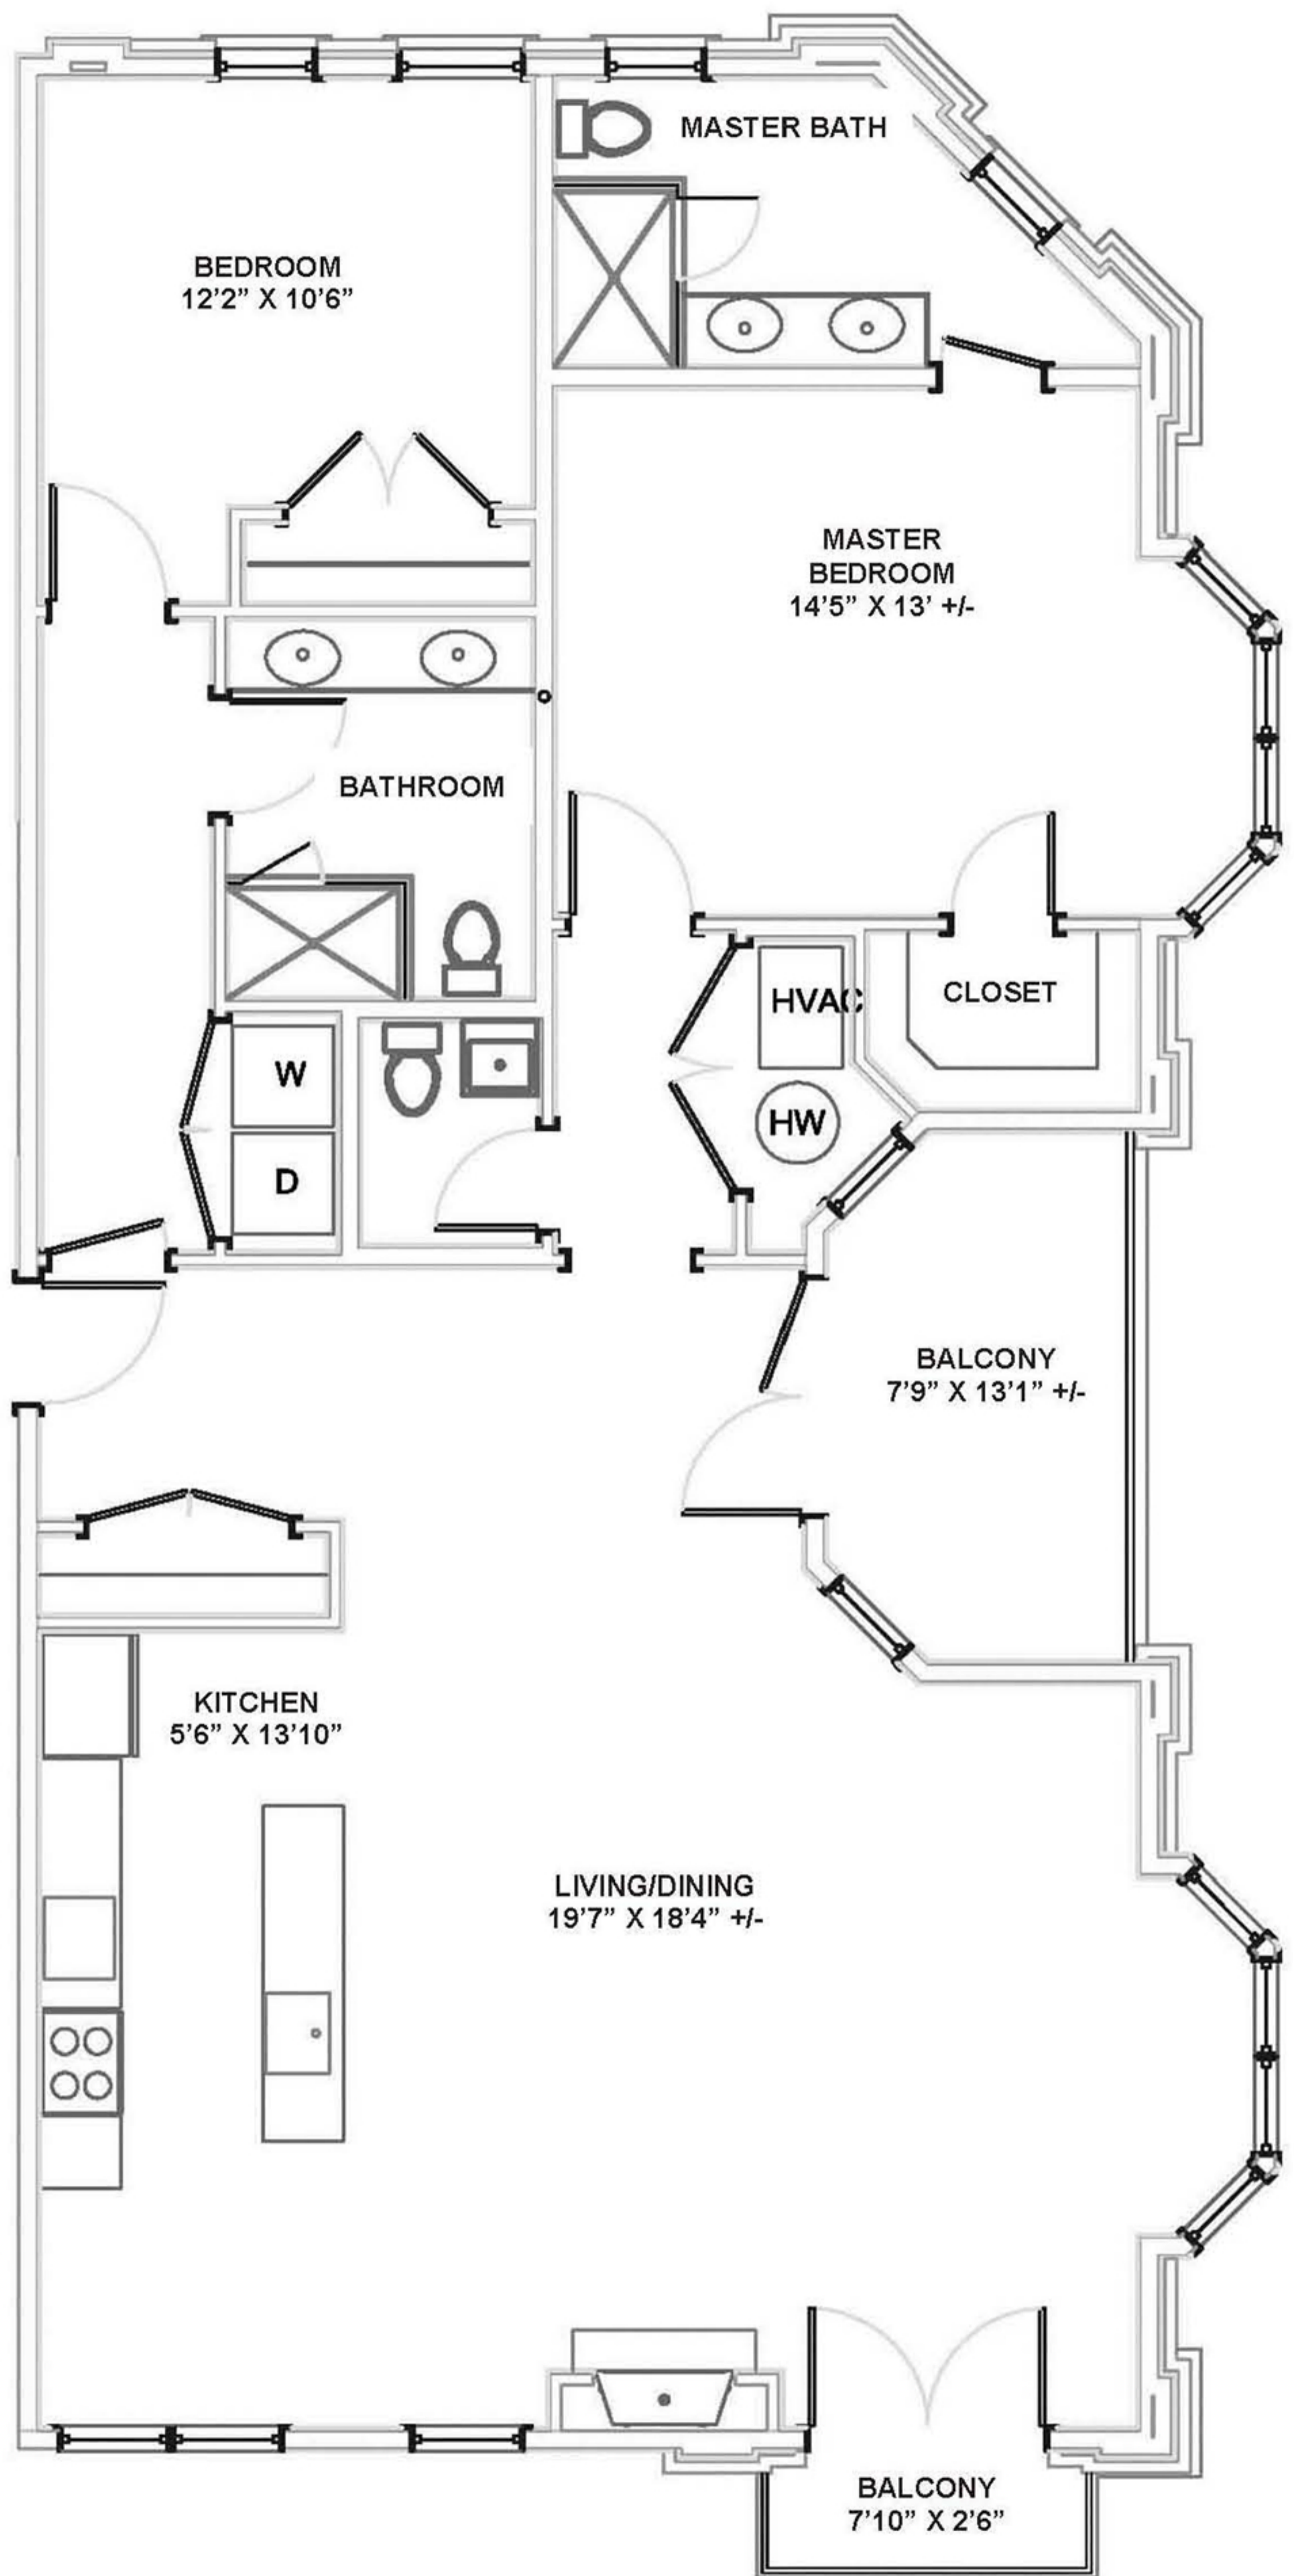 MASTER BATH
BEDROOM
12’2” X 10’6”
MASTER
BEDROOM
14’5” X 13’ +/-
BATHROOM
HVAC
CLOSET
W
HW
D
BALCONY
7’9” X 13’1” +/-
KITCHEN
5’6” X 13’10”
LIVING/DINING
19’7” X 18’4” +/-
BALCONY
7’10” X 2’6”